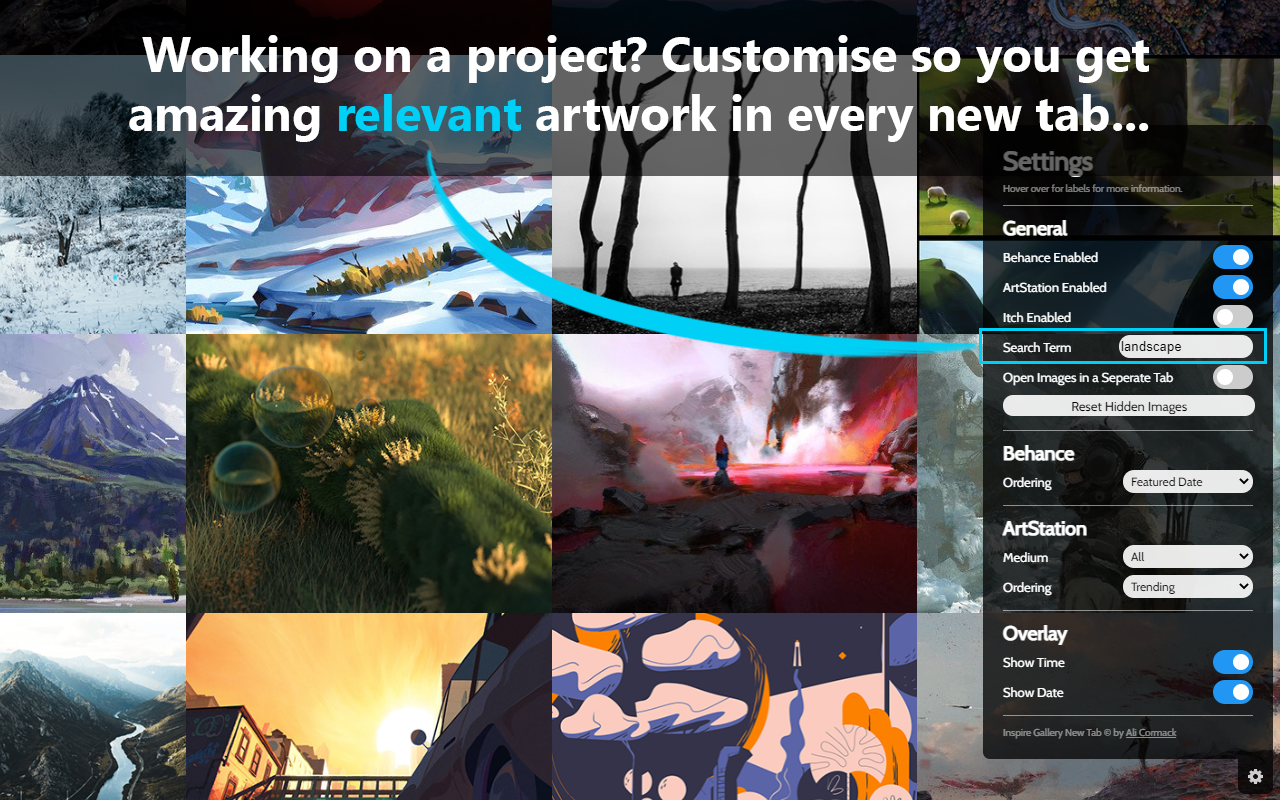 Working on a project? Customise so you get
amazing relevant artwork in every new tab...
Settings
Hover over for labels for more information.
General
Behance Enabled
ArtStation Enabled
Itch Enabled
Search Term landscape
Open Images in a Seperate Tab
Reset Hidden Images
Behance
Ordering Featured Date
ArtStation
Medium All
Ordering Trending
Overlay
Show Time
Show Date
Inspire Gallery New Tab © by Ali Cormack